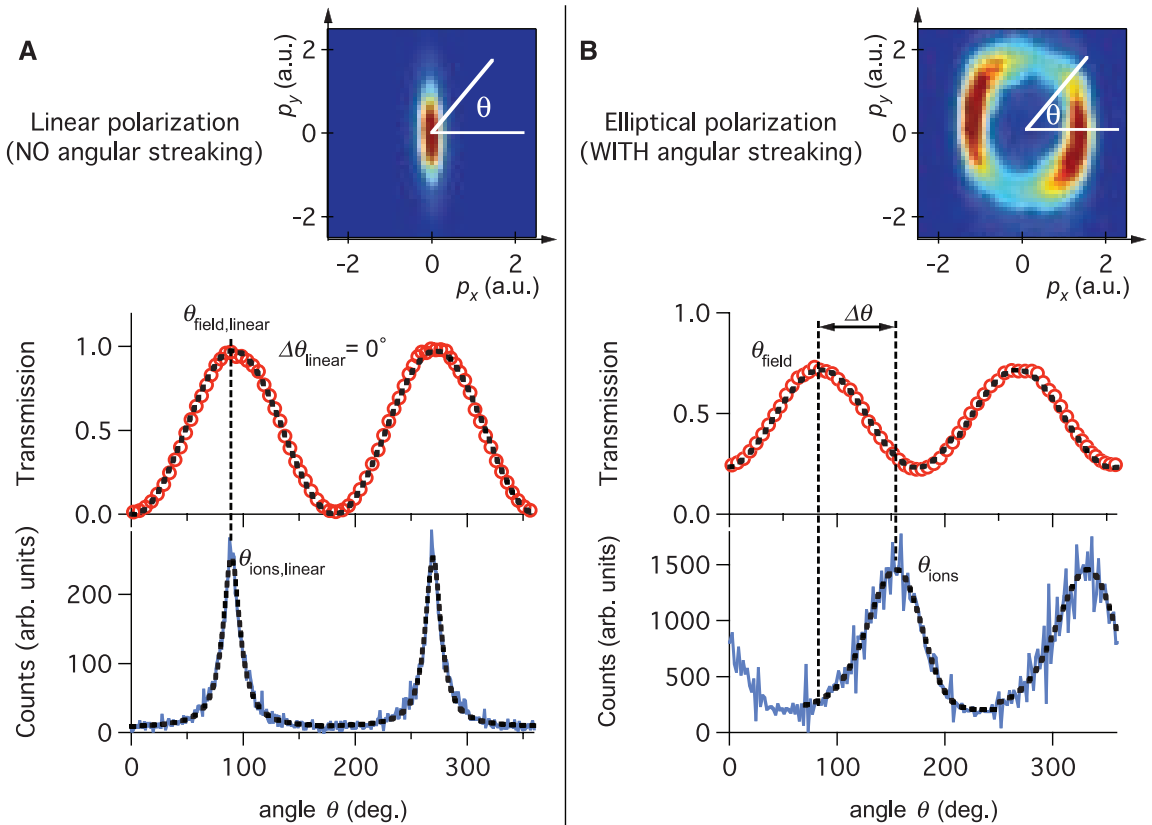 A
Linear polarization
(NO angular streaking)
2
0
-2
p_y (a.u.)
θ
-2 0 2
p_x (a.u.)
θ_field,linear
Δθ_linear = 0°
1.0
0.5
0.0
Transmission
θ_ions,linear
200
100
0
Counts (arb. units)
0 100 200 300
angle θ (deg.)
B
Elliptical polarization
(WITH angular streaking)
2
0
-2
p_y (a.u.)
θ
-2 0 2
p_x (a.u.)
Δθ
θ_field
1.0
0.5
0.0
Transmission
θ_ions
1500
1000
500
0
Counts (arb. units)
0 100 200 300
angle θ (deg.)